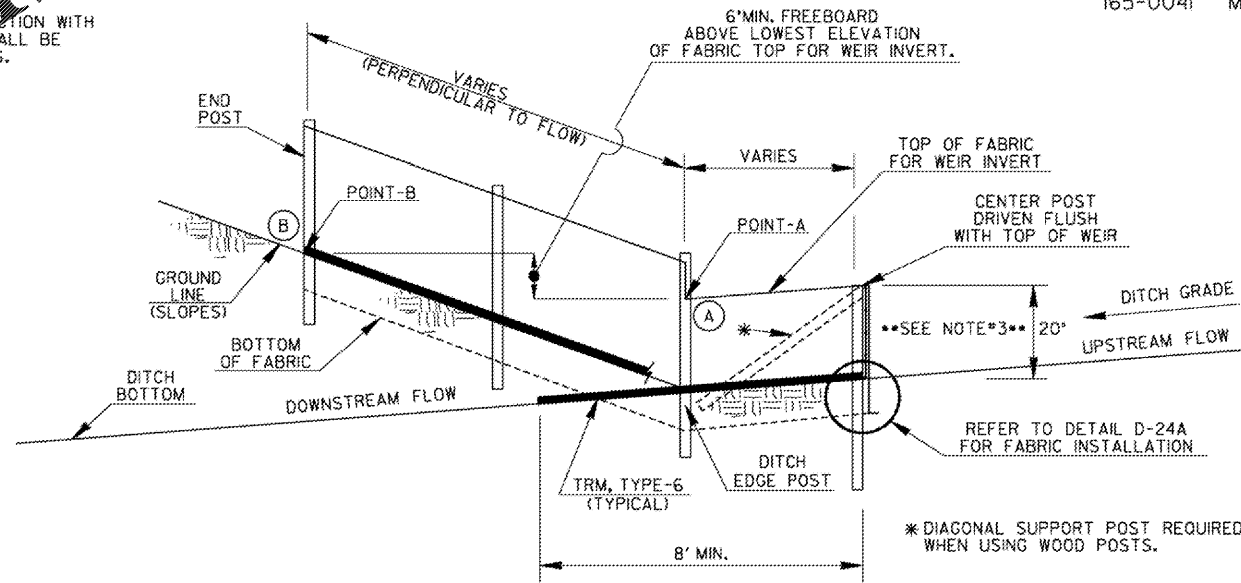 TION WITH
ALL BE
S.
165-0041 M
6"MIN. FREEBOARD
ABOVE LOWEST ELEVATION
OF FABRIC TOP FOR WEIR INVERT.
VARIES
(PERPENDICULAR TO FLOW)
END
POST
VARIES
TOP OF FABRIC
FOR WEIR INVERT
POINT-B
B
POINT-A
CENTER POST
DRIVEN FLUSH
WITH TOP OF WEIR
GROUND
LINE
(SLOPES)
A
*
**SEE NOTE#3** 20"
DITCH GRADE
UPSTREAM FLOW
BOTTOM
OF FABRIC
DITCH
BOTTOM
DOWNSTREAM FLOW
REFER TO DETAIL D-24A
FOR FABRIC INSTALLATION
TRM, TYPE-6
(TYPICAL)
DITCH
EDGE POST
8' MIN.
* DIAGONAL SUPPORT POST REQUIRED
WHEN USING WOOD POSTS.